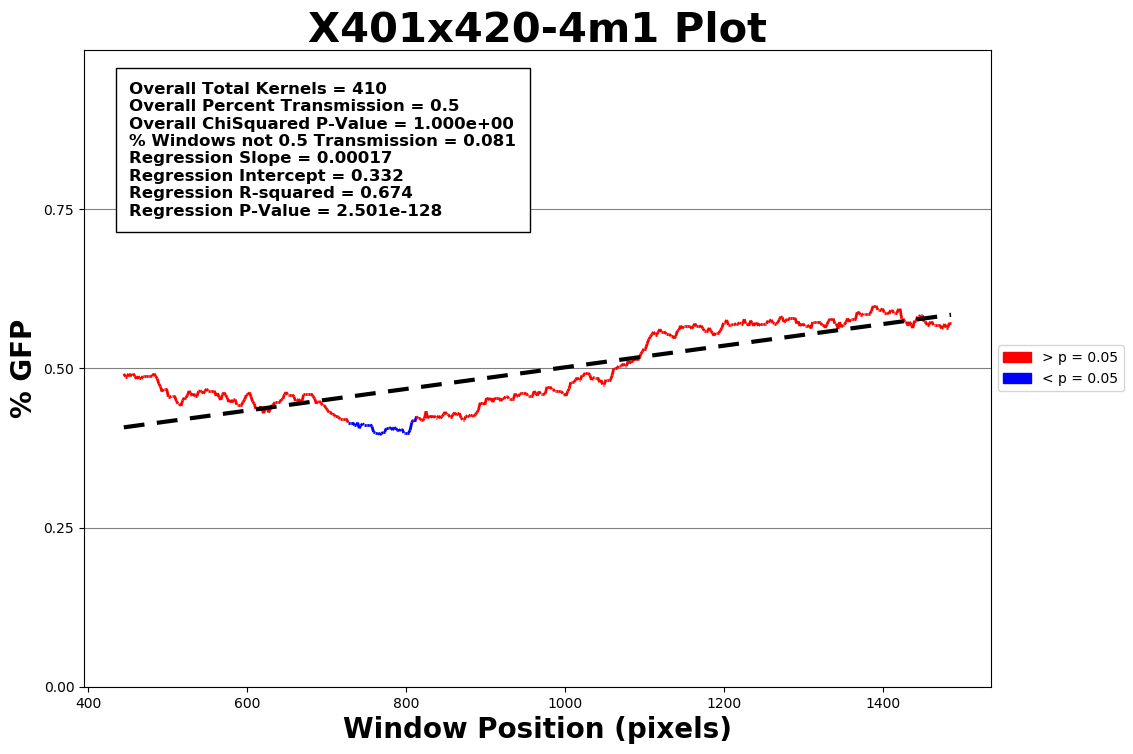 X401x420-4m1 Plot
Overall Total Kernels = 410
Overall Percent Transmission = 0.5
Overall ChiSquared P-Value = 1.000e+00
% Windows not 0.5 Transmission = 0.081
Regression Slope = 0.00017
Regression Intercept = 0.332
Regression R-squared = 0.674
Regression P-Value = 2.501e-128
% GFP
0.75
0.50
0.25
0.00
400 600 800 1000 1200 1400
Window Position (pixels)
> p = 0.05
< p = 0.05